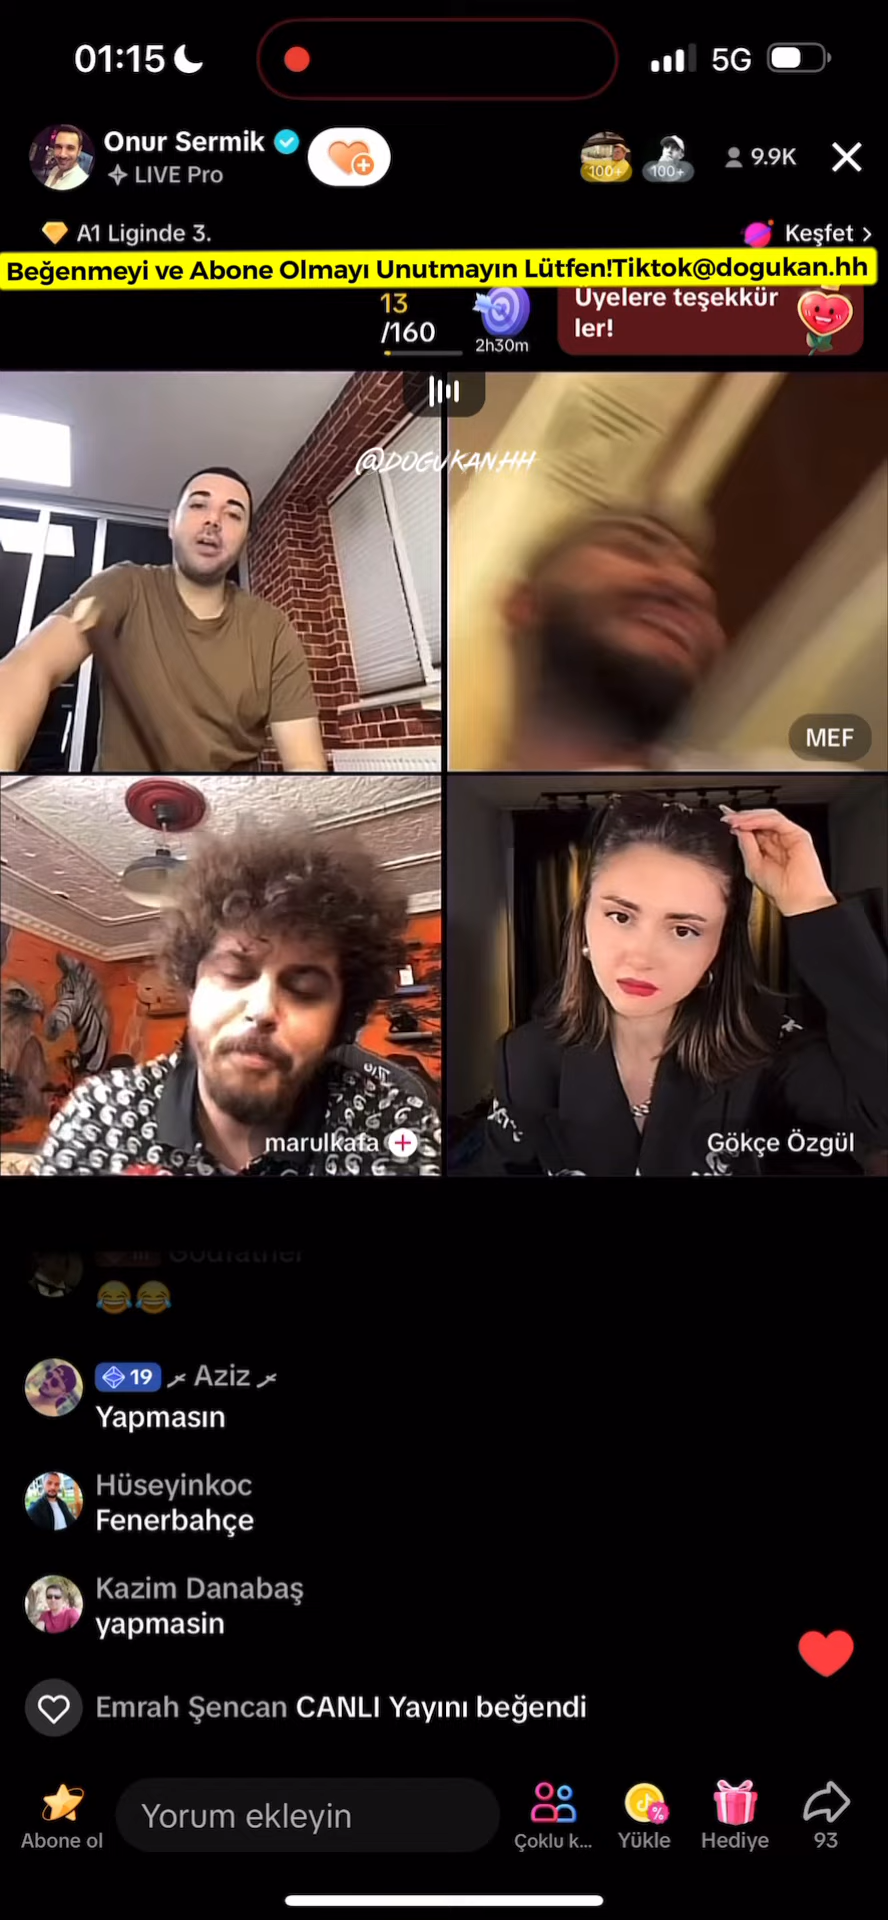 01:15
5G
Onur Sermik
LIVE Pro
100+
100+
9.9K
A1 Liginde 3.
Keşfet >
Beğenmeyi ve Abone Olmayı Unutmayın Lütfen!Tiktok@dogukan.hh
13
/160
2h30m
Üyelere teşekkür
ler!
@DOGUKAN.HH
MEF
marulkafa
Gökçe Özgül
Godfather
😂😂
19 Aziz
Yapmasın
Hüseyinkoc
Fenerbahçe
Kazim Danabaş
yapmasin
Emrah Şencan CANLI Yayını beğendi
Abone ol
Yorum ekleyin
Çoklu k...
Yükle
Hediye
93